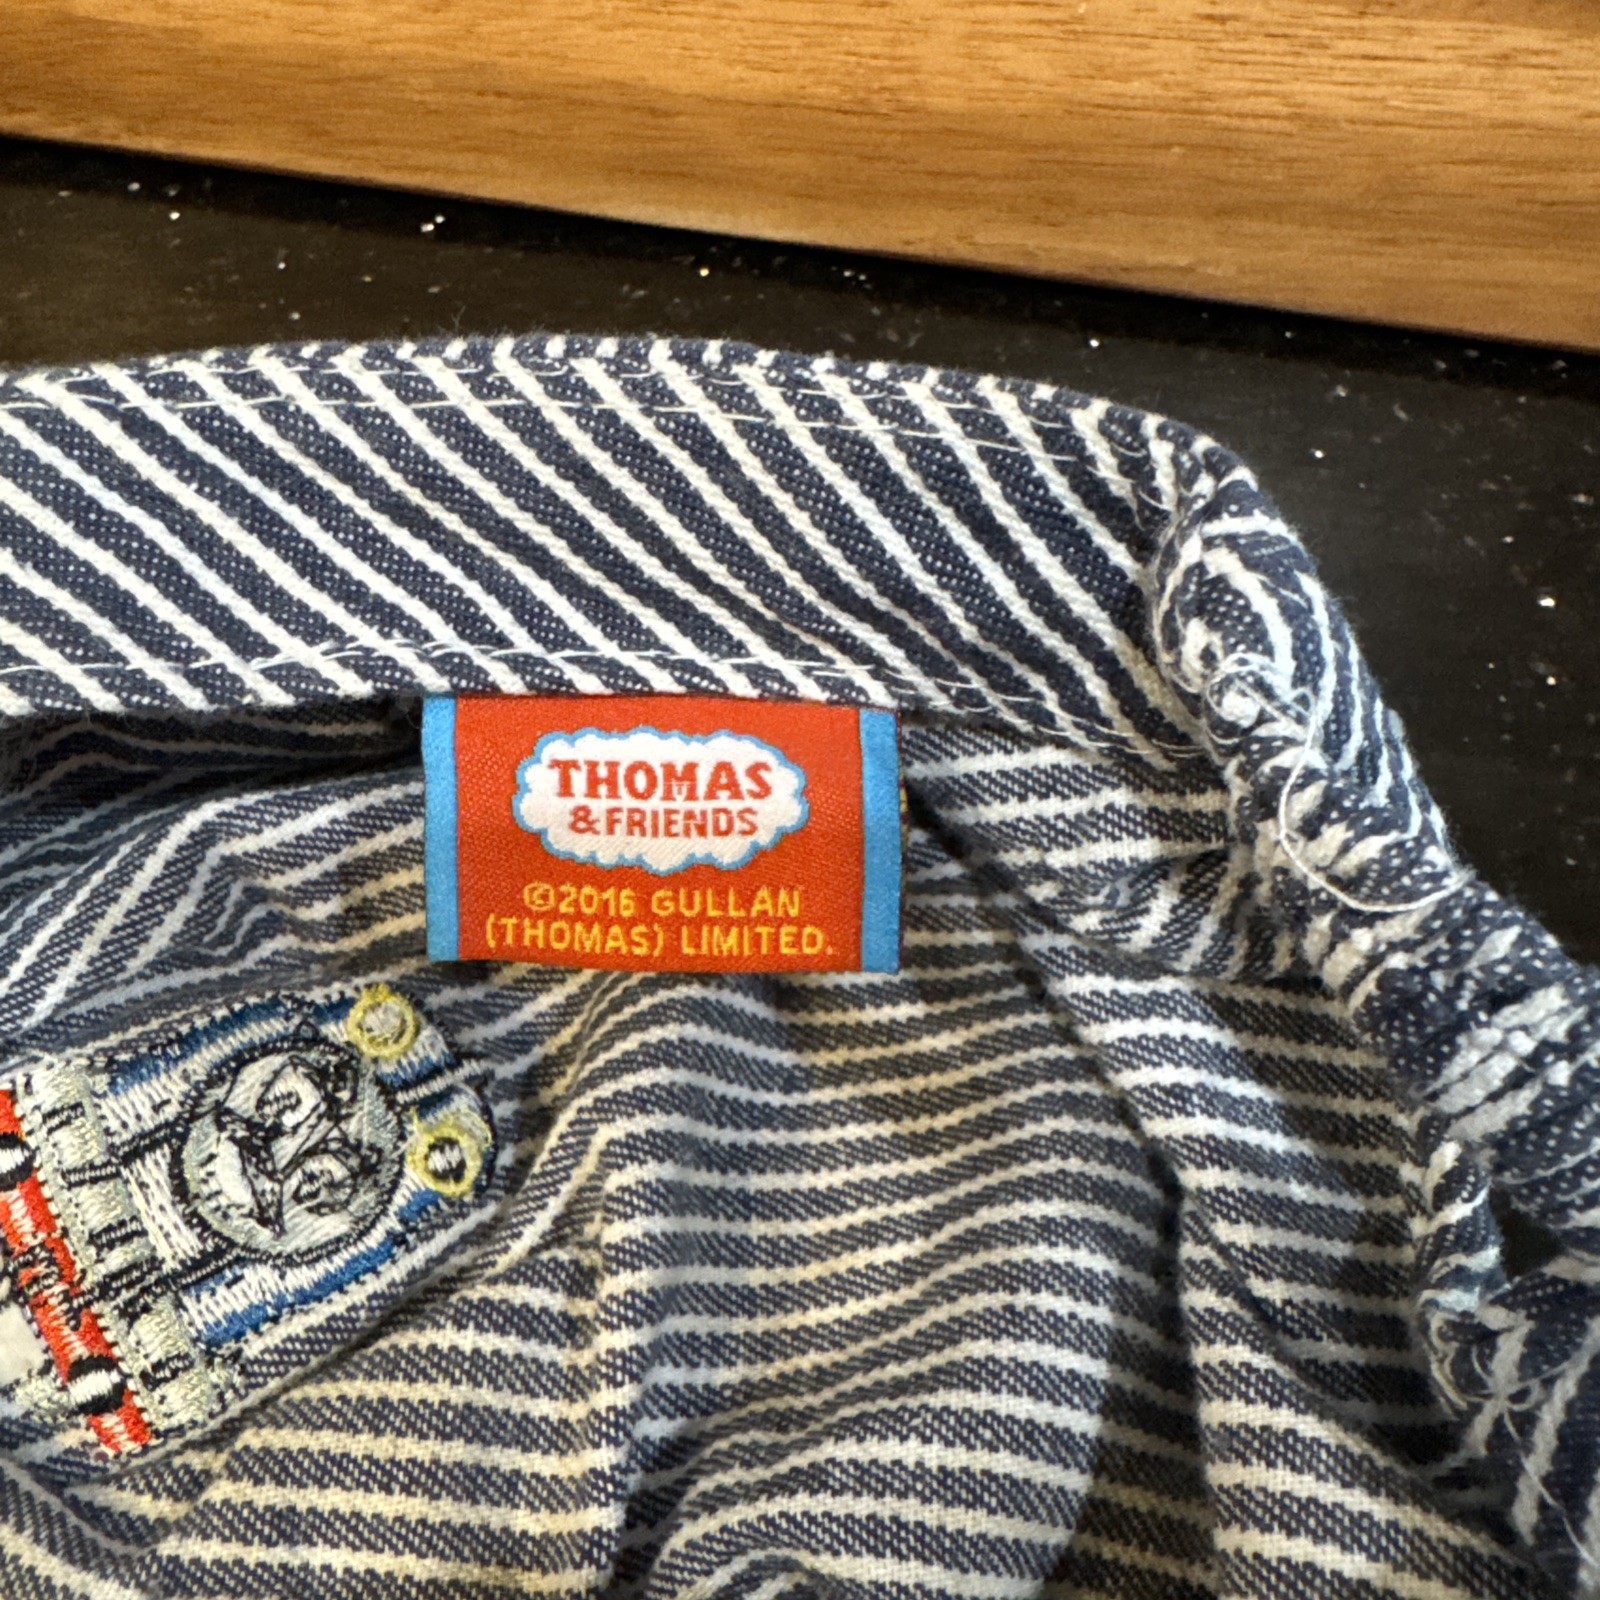 THOMAS
& FRIENDS
©2016 GULLAN
(THOMAS) LIMITED.